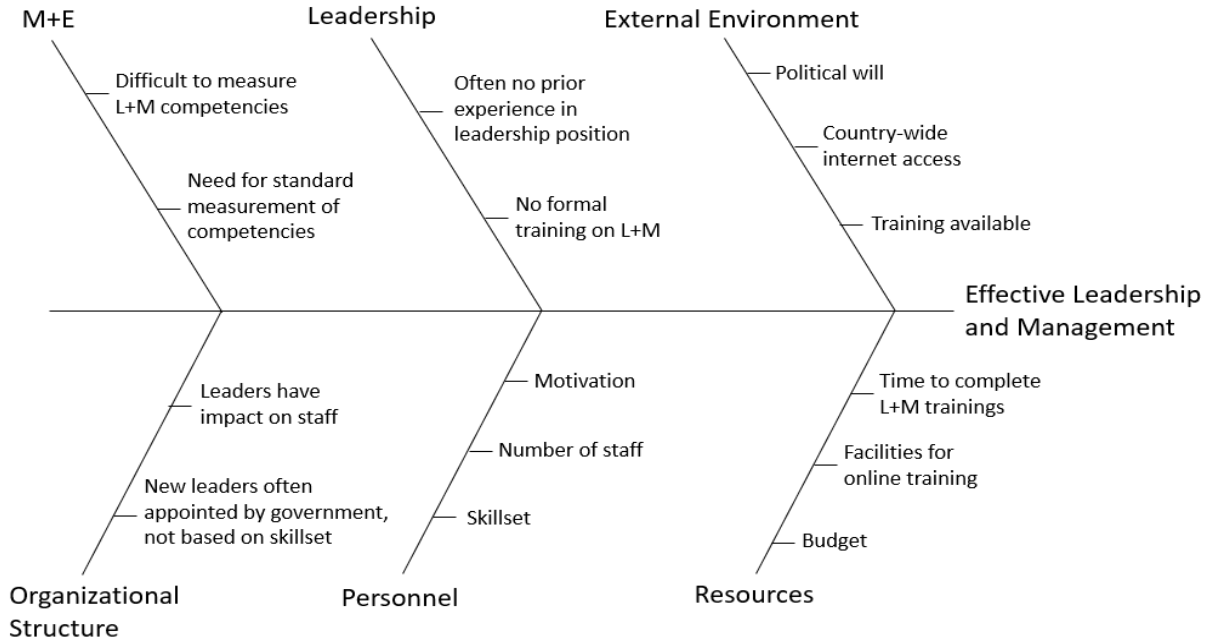 M+E
Difficult to measure
L+M competencies
Need for standard
measurement of
competencies
Leadership
Often no prior
experience in
leadership position
No formal
training on L+M
External Environment
Political will
Country-wide
internet access
Training available
Effective Leadership
and Management
Leaders have
impact on staff
New leaders often
appointed by government,
not based on skillset
Organizational
Structure
Motivation
Number of staff
Skillset
Personnel
Time to complete
L+M trainings
Facilities for
online training
Budget
Resources